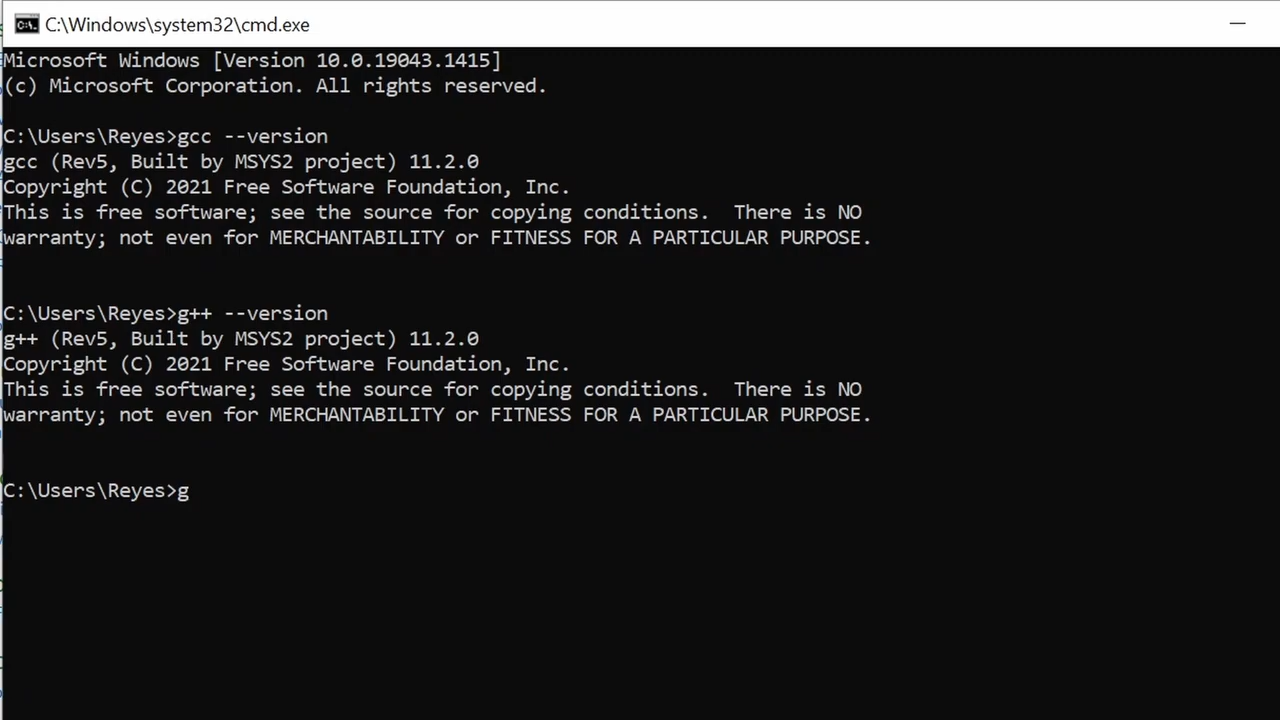 C:\Windows\system32\cmd.exe
Microsoft Windows [Version 10.0.19043.1415]
(c) Microsoft Corporation. All rights reserved.
C:\Users\Reyes>gcc --version
gcc (Rev5, Built by MSYS2 project) 11.2.0
Copyright (C) 2021 Free Software Foundation, Inc.
This is free software; see the source for copying conditions.  There is NO
warranty; not even for MERCHANTABILITY or FITNESS FOR A PARTICULAR PURPOSE.
C:\Users\Reyes>g++ --version
g++ (Rev5, Built by MSYS2 project) 11.2.0
Copyright (C) 2021 Free Software Foundation, Inc.
This is free software; see the source for copying conditions.  There is NO
warranty; not even for MERCHANTABILITY or FITNESS FOR A PARTICULAR PURPOSE.
C:\Users\Reyes>g